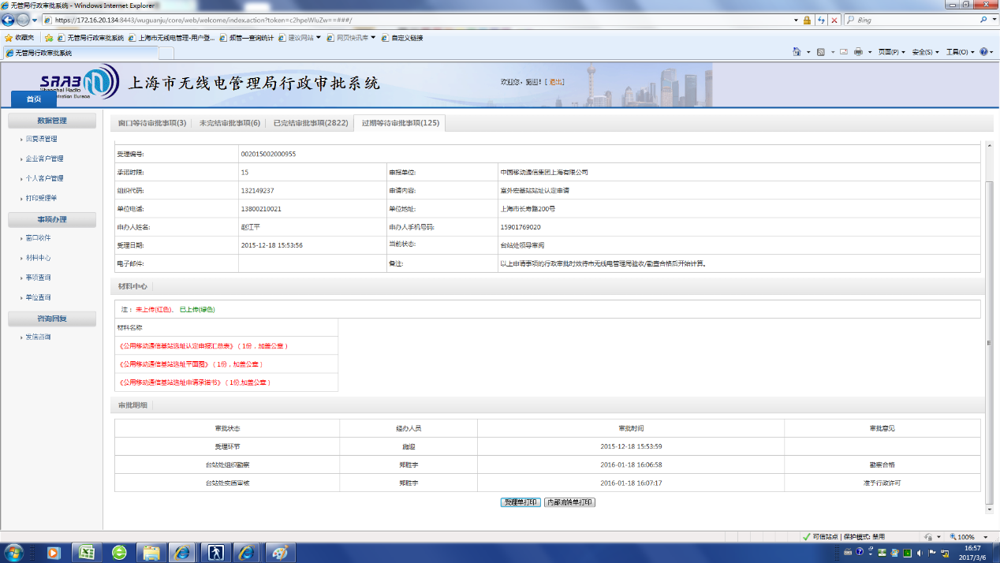 无管局行政审批系统 - Windows Internet Explorer
https://172.16.20.134:8443/wuguanju/core/web/welcome/index.action?token=c2hpeWluZw==###/
Bing
收藏夹 无管局行政审批系统 上海市无线电管理-用户登... 频管一查询统计 建议网站 网页快讯库 自定义链接
无管局行政审批系统 页面(P) 安全(S) 工具(O)
SRAB
Shanghai Radio
stration Bureau
上海市无线电管理局行政审批系统
欢迎您，施迎! [ 退出]
首页
数据管理
回复语管理
企业客户管理
个人客户管理
打印受理单
事项办理
窗口收件
材料中心
事项查询
单位查询
咨询回复
发信咨询
窗口等待审批事项(3) 未完结审批事项(6) 已完结审批事项(2822) 过期等待审批事项(125)
受理编号: 002015002000955
承诺时限: 15 申报单位: 中国移动通信集团上海有限公司
组织代码: 132149237 申请内容: 室外宏基站站址认定申请
单位电话: 13800210021 单位地址: 上海市长寿路200号
申办人姓名: 赵江平 申办人手机号码: 15901769020
受理日期: 2015-12-18 15:53:56 当前状态: 台站处领导审阅
电子邮件: 备注: 以上申请事项的行政审批时效待市无线电管理局验收/勘查合格后开始计算。
材料中心
注： 未上传(红色)、 已上传(绿色)
材料名称
《公用移动通信基站选址认定申报汇总表》（1份，加盖公章）
《公用移动通信基站选址平面图》（1份，加盖公章）
《公用移动通信基站选址申请承诺书》（1份,加盖公章）
审批明细
审批状态 经办人员 审批时间 审批意见
受理环节 施迎 2015-12-18 15:53:59
台站处组织勘察 郑胜宇 2016-01-18 16:06:58 勘察合格
台站处实质审核 郑胜宇 2016-01-18 16:07:17 准予行政许可
受理单打印 内部流转单打印
可信站点 | 保护模式: 禁用 100%
16:57
2017/3/6